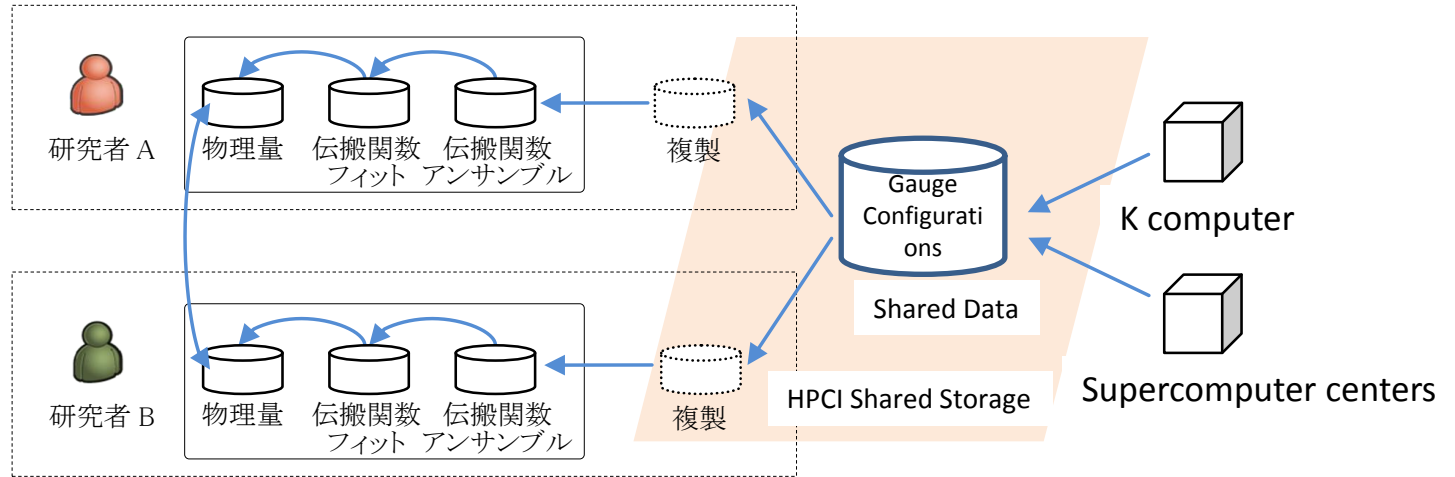 研究者 A
物理量
伝搬関数
フィット
伝搬関数
アンサンブル
複製
Gauge
Configurati
ons
Shared Data
HPCI Shared Storage
K computer
Supercomputer centers
研究者 B
物理量
伝搬関数
フィット
伝搬関数
アンサンブル
複製